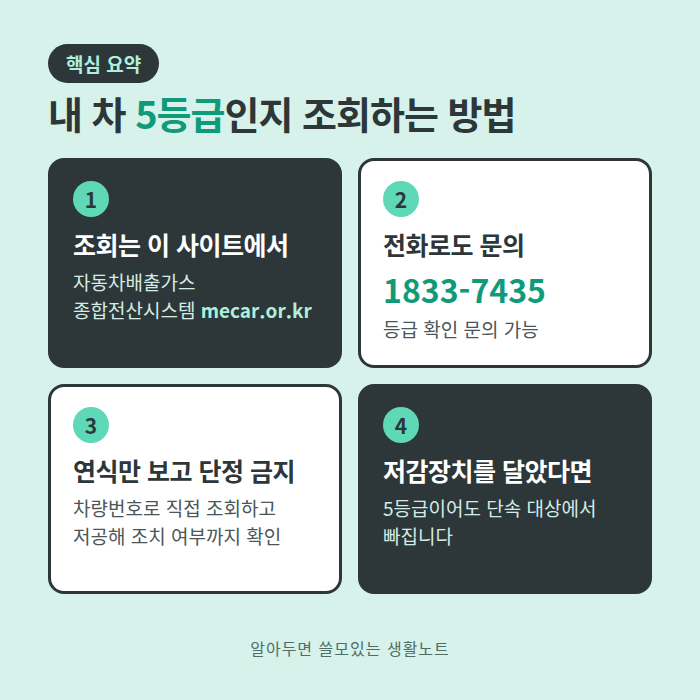 핵심 요약
내 차 5등급인지 조회하는 방법
1
조회는 이 사이트에서
자동차배출가스
종합전산시스템 mecar.or.kr
2
전화로도 문의
1833-7435
등급 확인 문의 가능
3
연식만 보고 단정 금지
차량번호로 직접 조회하고
저공해 조치 여부까지 확인
4
저감장치를 달았다면
5등급이어도 단속 대상에서
빠집니다
알아두면 쓸모있는 생활노트